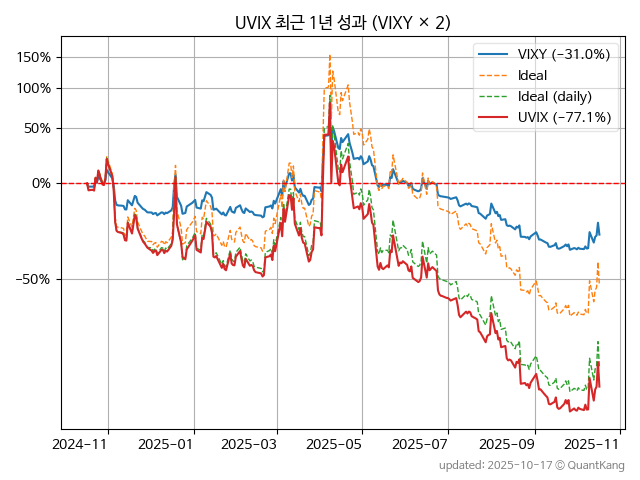 UVIX 최근 1년 성과 (VIXY × 2)
150%
100%
50%
0%
−50%
VIXY (−31.0%)
Ideal
Ideal (daily)
UVIX (−77.1%)
2024-11
2025-01
2025-03
2025-05
2025-07
2025-09
2025-11
updated: 2025-10-17 ⓒ QuantKang